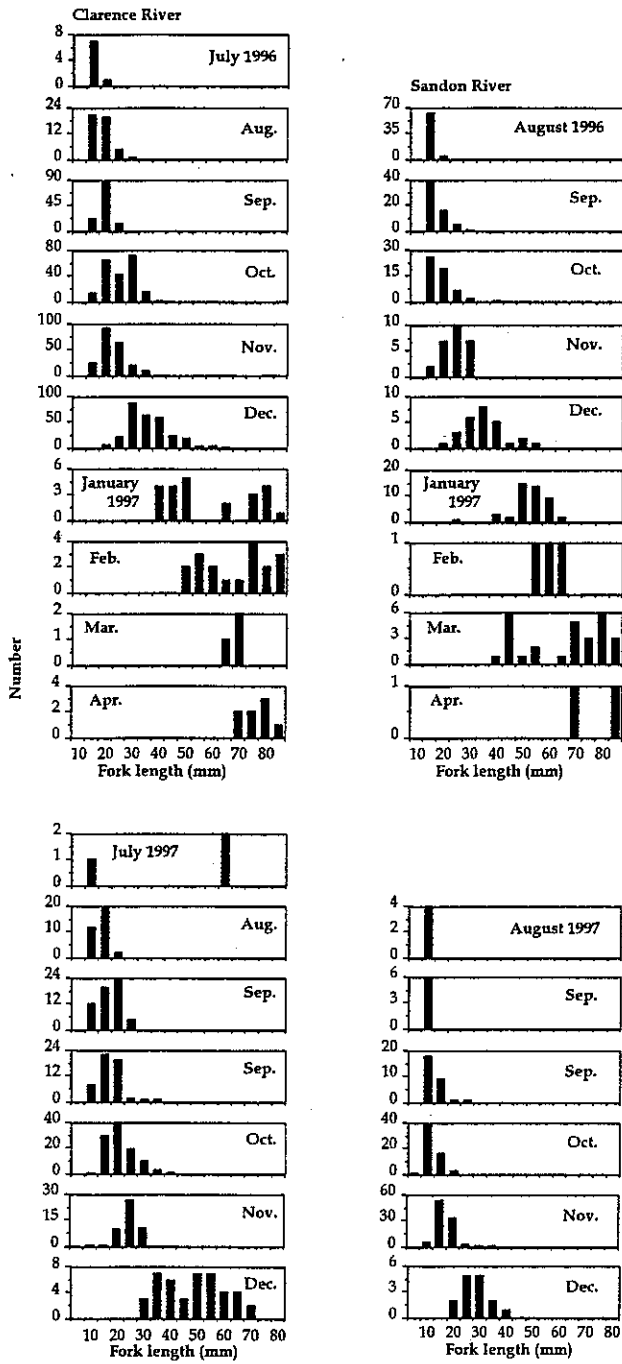 Clarence River
8
4
0
July 1996
24
12
0
Aug.
90
45
0
Sep.
80
40
0
Oct.
100
50
0
Nov.
100
50
0
Dec.
6
3
0
January
1997
4
2
0
Feb.
2
1
0
Mar.
4
2
0
Apr.
10 20 30 40 50 60 70 80
Fork length (mm)
Number
Sandon River
70
35
0
August 1996
40
20
0
Sep.
30
15
0
Oct.
10
5
0
Nov.
10
5
0
Dec.
20
10
0
January
1997
1
0
Feb.
6
3
0
Mar.
1
0
Apr.
10 20 30 40 50 60 70 80
Fork length (mm)
2
1
0
July 1997
20
10
0
Aug.
24
12
0
Sep.
24
12
0
Sep.
40
20
0
Oct.
30
15
0
Nov.
8
4
0
Dec.
10 20 30 40 50 60 70 80
Fork length (mm)
4
2
0
August 1997
6
3
0
Sep.
20
10
0
Sep.
40
20
0
Oct.
60
30
0
Nov.
6
3
0
Dec.
10 20 30 40 50 60 70 80
Fork length (mm)